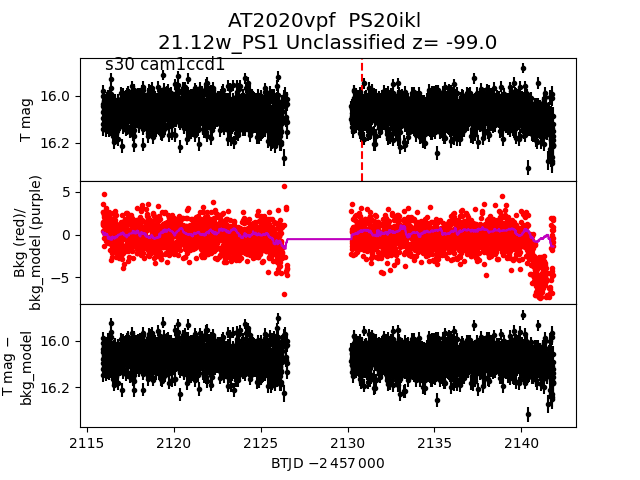 AT2020vpf  PS20ikl
21.12w_PS1 Unclassified z= -99.0
s30 cam1ccd1
16.0
16.2
T mag
5
0
−5
Bkg (red)/
bkg_model (purple)
16.0
16.2
T mag −
bkg_model
2115
2120
2125
2130
2135
2140
BTJD −2 457 000